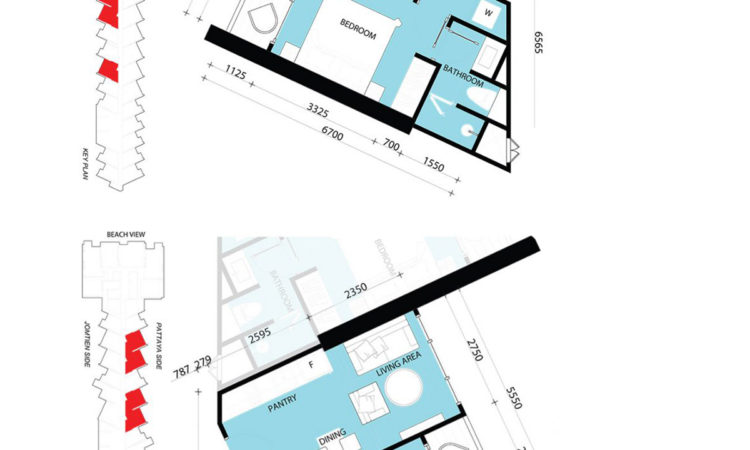 W
BEDROOM
BATHROOM
6565
1125
3325
6700
700
1550
KEY PLAN
BEACH VIEW
JOMTIEN SIDE
PATTAYA SIDE
BEDROOM
BATHROOM
2350
2595
787 279
F
LIVING AREA
PANTRY
DINING
2750
5550